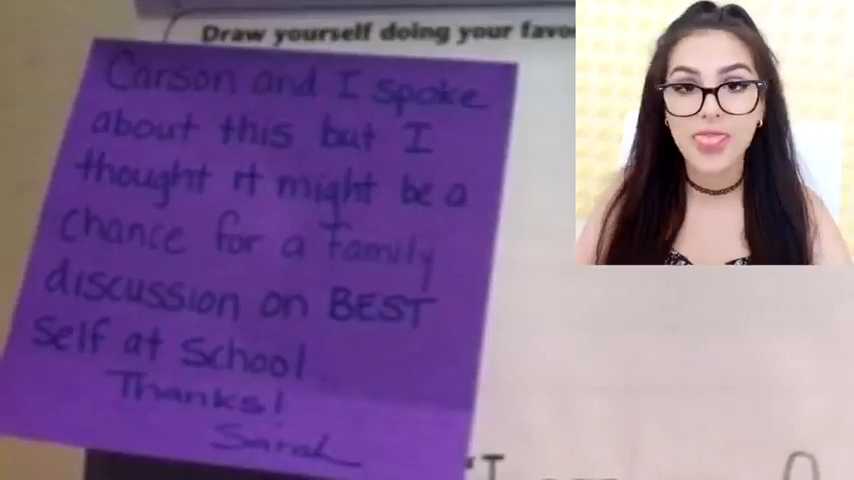 Draw yourself doing your favo
Carson and I spoke
about this but I
thought it might be a
chance for a family
discussion on BEST
self at school.
Thanks!
Sarah